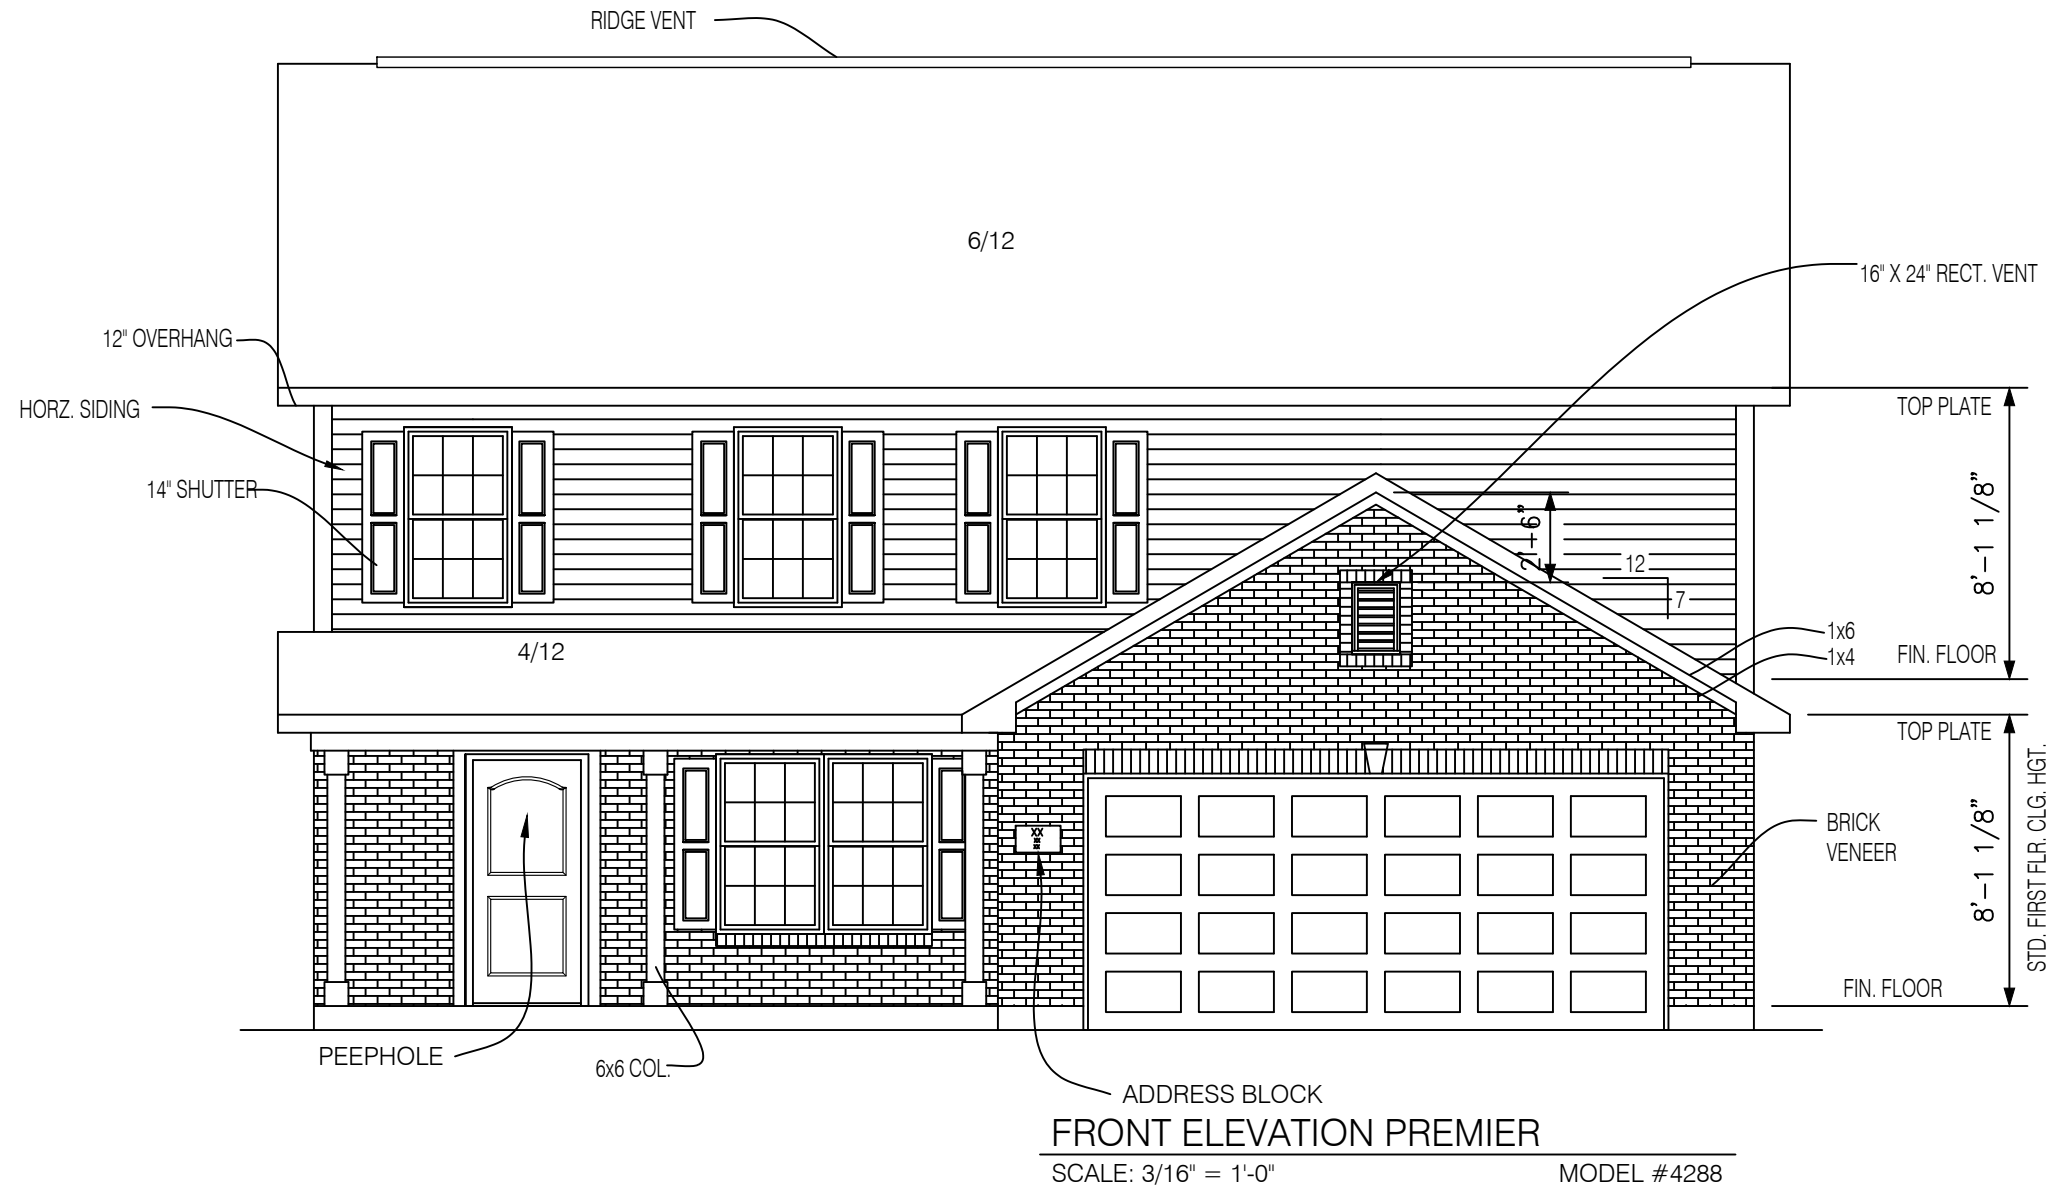 RIDGE VENT
6/12
16" X 24" RECT. VENT
12" OVERHANG
HORZ. SIDING
TOP PLATE
14" SHUTTER
8'-1 1/8"
2'-6"
12
7
1x6
4/12
1x4
FIN. FLOOR
TOP PLATE
STD. FIRST FLR. CLG. HGT.
8'-1 1/8"
BRICK
VENEER
XX
FIN. FLOOR
PEEPHOLE
6x6 COL.
ADDRESS BLOCK
FRONT ELEVATION PREMIER
SCALE: 3/16" = 1'-0"
MODEL #4288